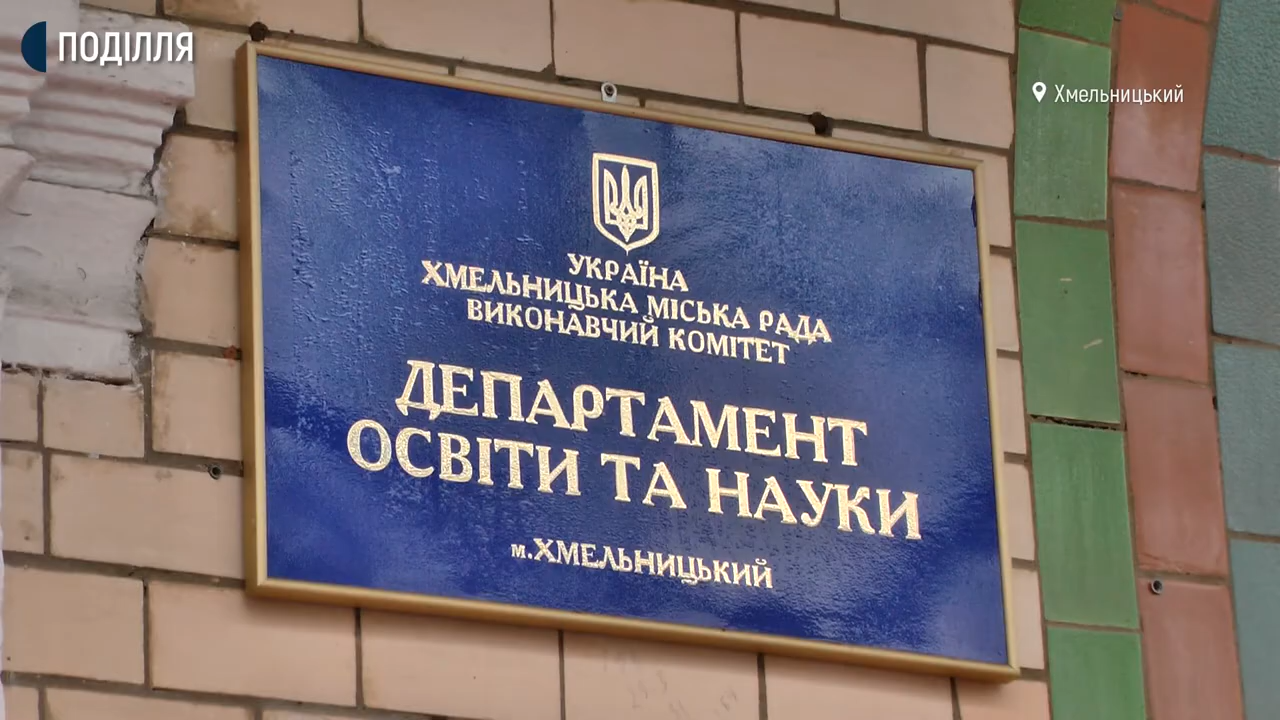 ПОДІЛЛЯ
Хмельницький
УКРАЇНА
ХМЕЛЬНИЦЬКА МІСЬКА РАДА
ВИКОНАВЧИЙ КОМІТЕТ
ДЕПАРТАМЕНТ
ОСВІТИ ТА НАУКИ
м.ХМЕЛЬНИЦЬКИЙ